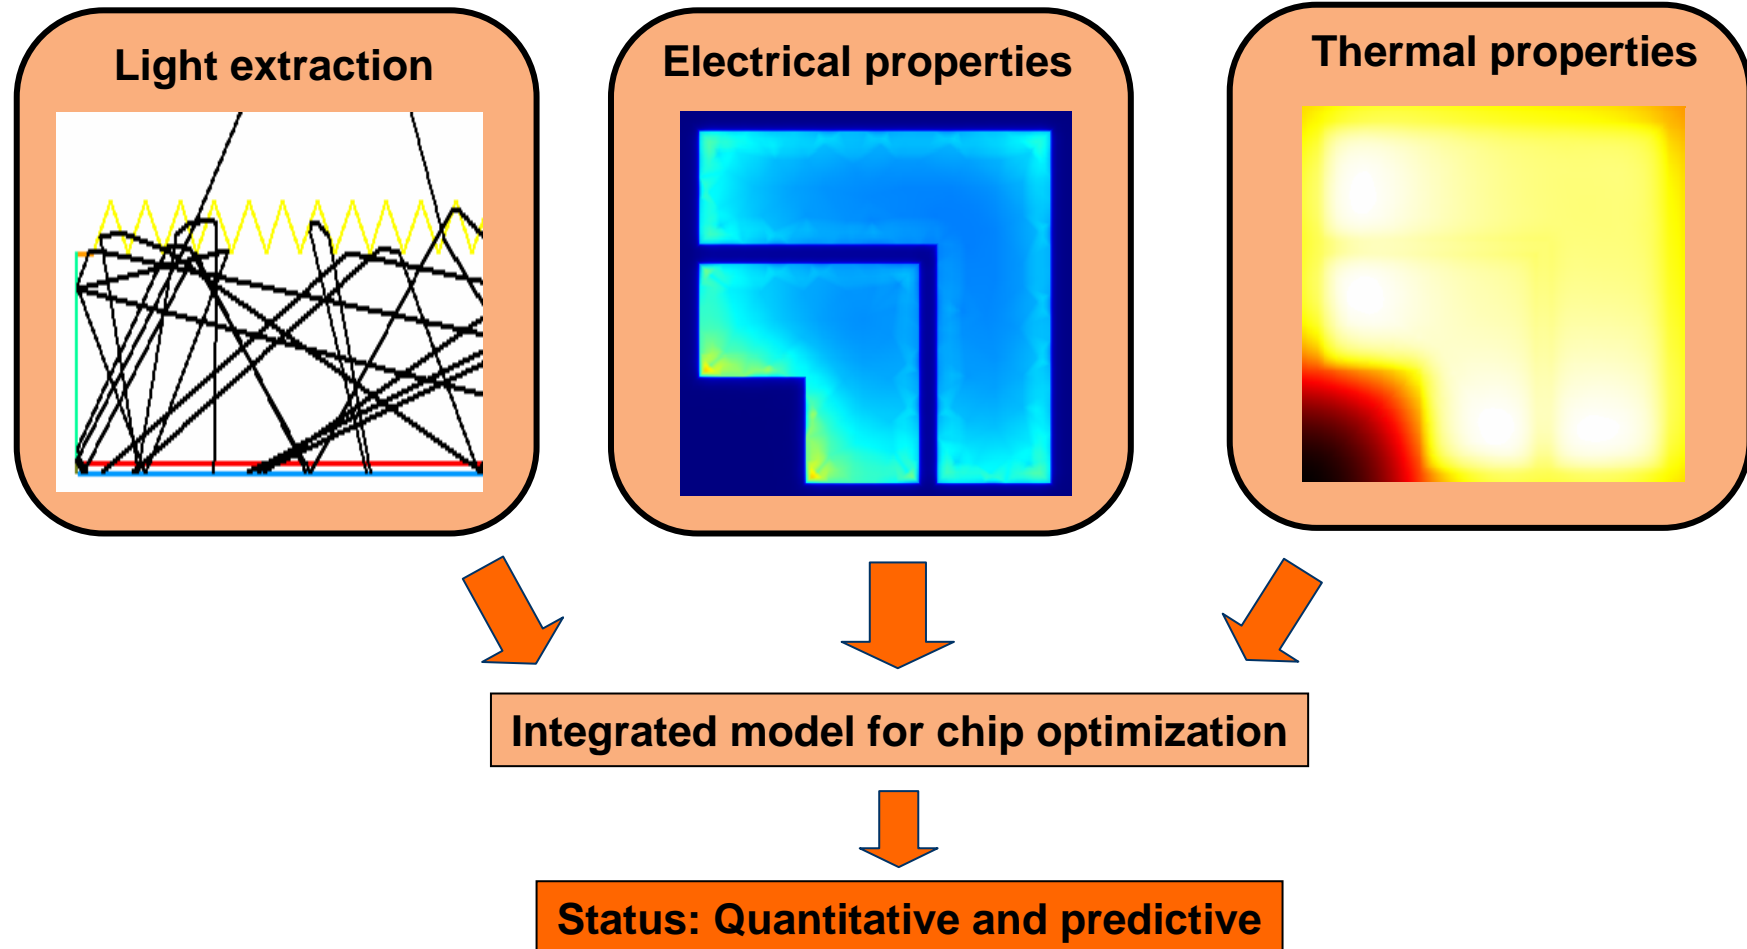 Light extraction
Electrical properties
Thermal properties
Integrated model for chip optimization
Status: Quantitative and predictive